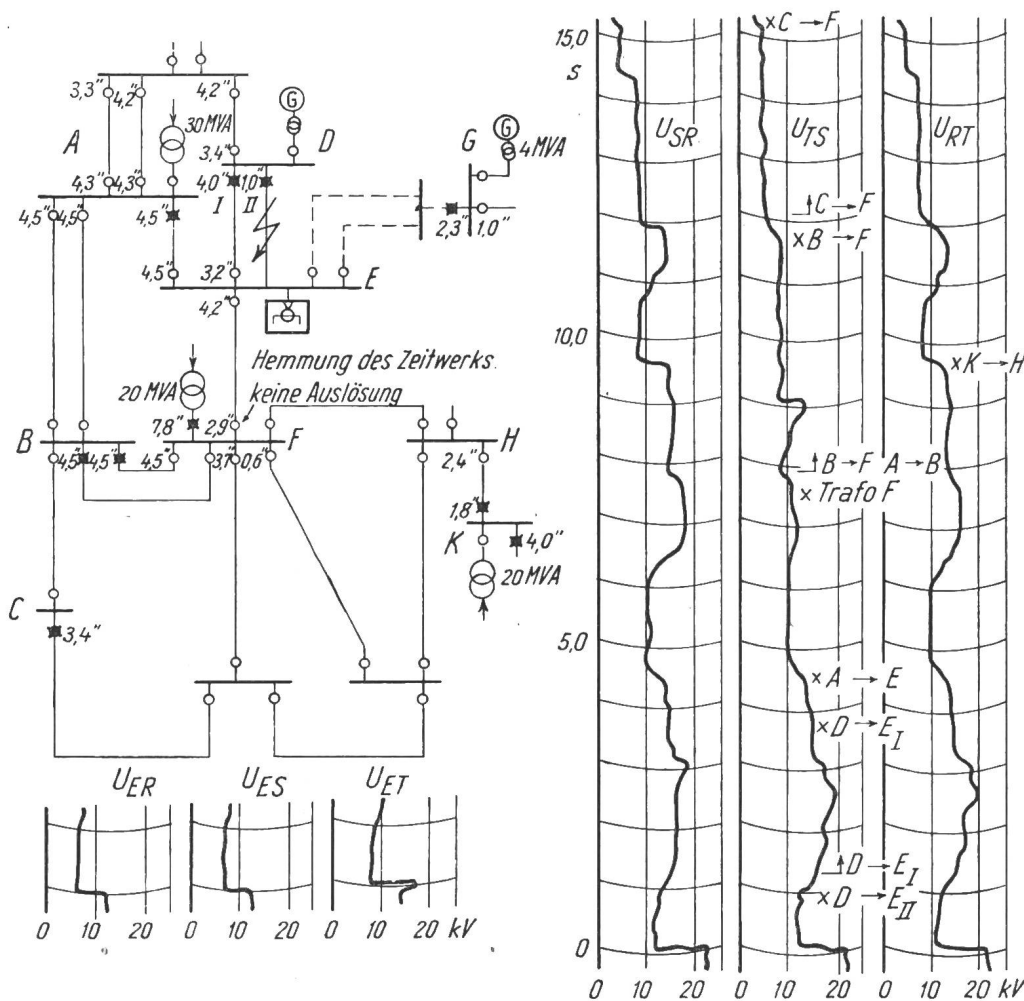 3,3"
4,2"
4,2"
30 MVA
G
A
D
3,4"
4,3"
4,3"
4,0"
1,0"
I
II
4,5"
4,5"
4,5"
G
G
4 MVA
2,3"
1,0"
4,5"
3,2"
E
4,2"
Hemmung des Zeitwerks.
keine Auslösung
20 MVA
7,8"
2,9"
B
F
H
4,5"
4,5"
4,5"
3,7"
0,6"
2,4"
1,8"
K
4,0"
20 MVA
C
3,4"
U_ER
U_ES
U_ET
0 10 20
0 10 20
0 10 20 kV
15,0
s
10,0
5,0
0
U_SR
U_TS
U_RT
×C → F
C → F
×B → F
×K → H
B → F A → B
× Trafo F
×A → E
×D → E_I
D → E_I
×D → E_II
0 10 20
0 10 20
0 10 20 kV